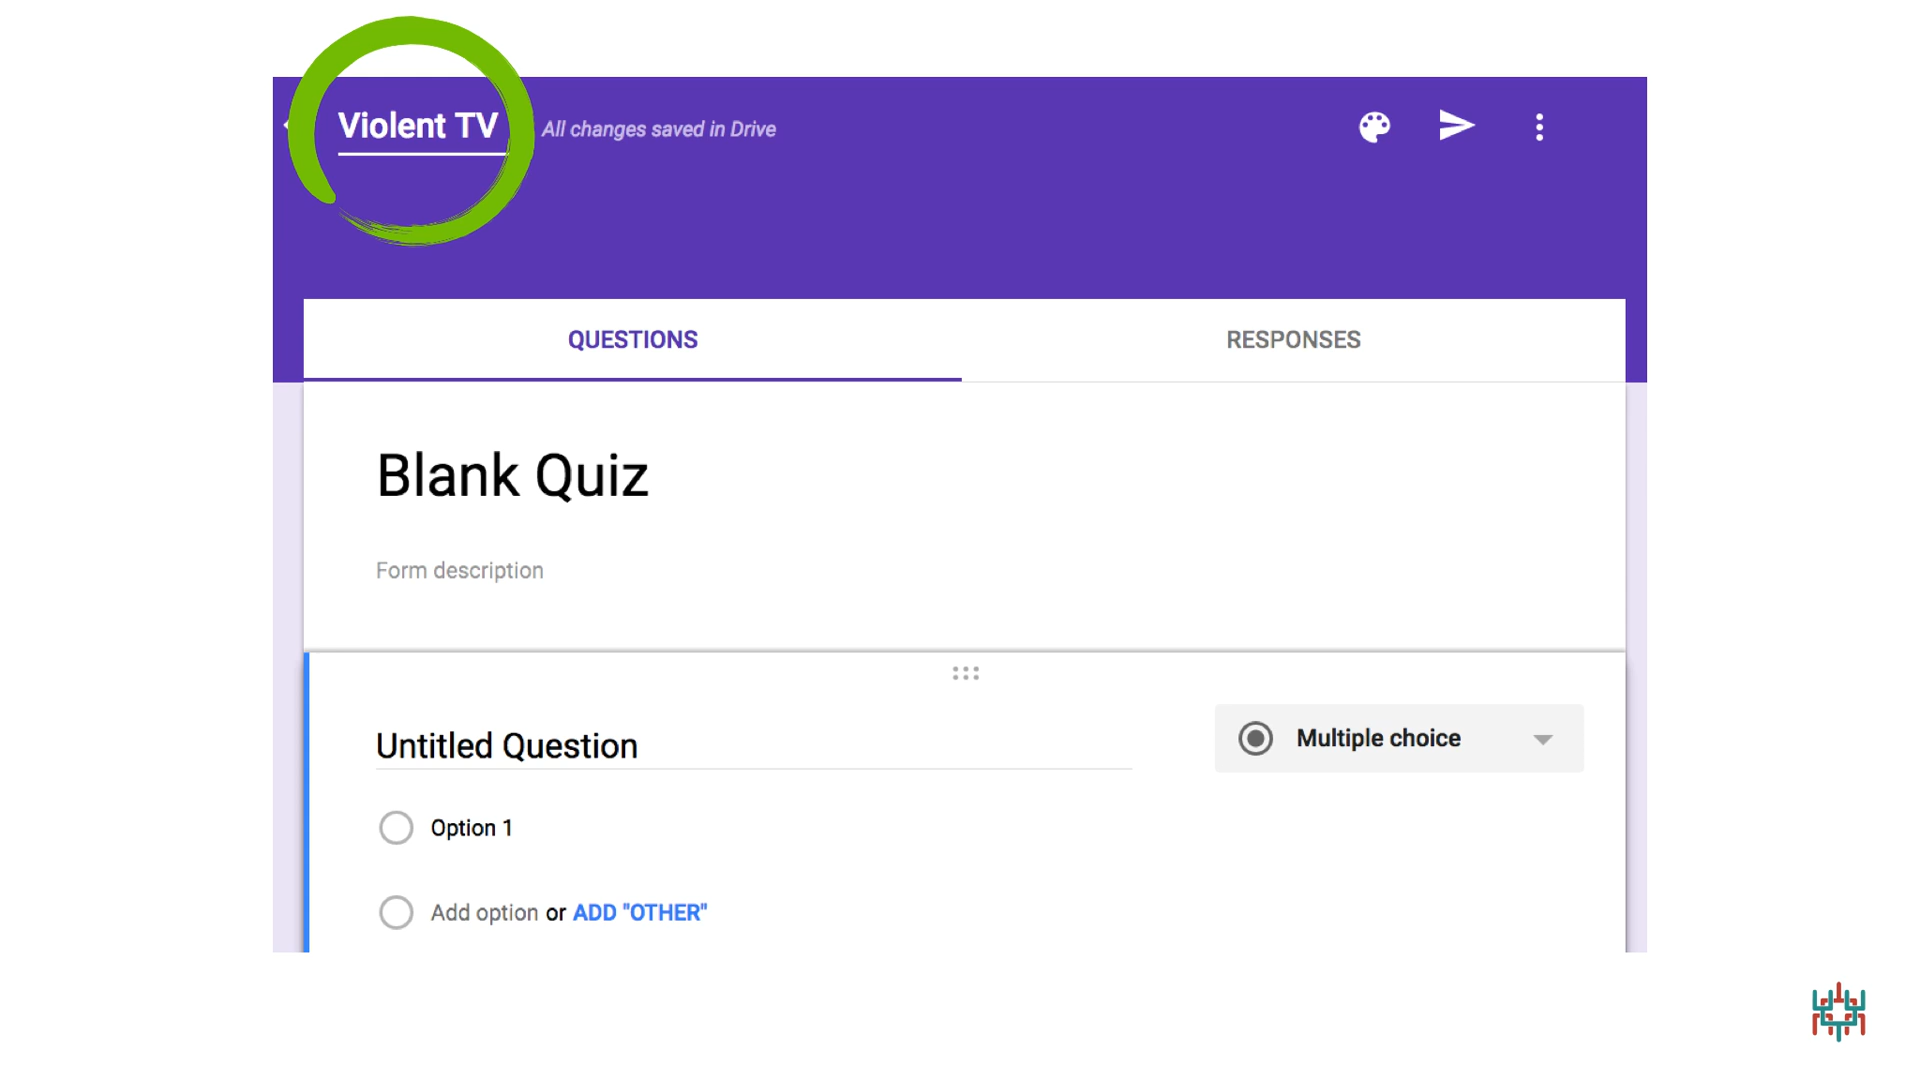 Violent TV
All changes saved in Drive
QUESTIONS
RESPONSES
Blank Quiz
Form description
Untitled Question
Multiple choice
Option 1
Add option or ADD "OTHER"